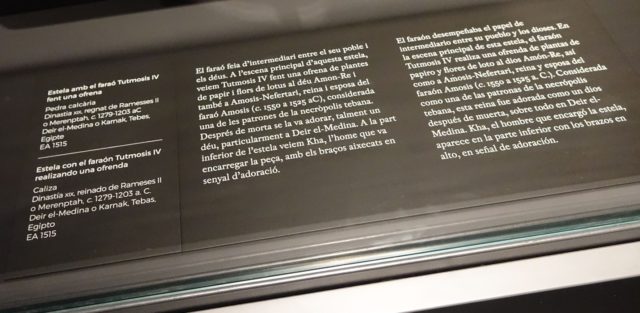 Estela amb el faraó Tutmosis IV
fent una ofrena
Pedra calcària
Dinastia XIX, regnat de Ramesses II
o Merenptah, c. 1279-1203 aC
Deir el-Medina o Karnak, Tebas,
Egipte
EA 1515
Estela con el faraón Tutmosis IV
realizando una ofrenda
Caliza
Dinastía XIX, reinado de Rameses II
o Merenptah, c. 1279-1203 a. C.
Deir el-Medina o Karnak, Tebas,
Egipto
EA 1515
El faraó feia d'intermediari entre el seu poble i
els déus. A l'escena principal d'aquesta estela,
veiem Tutmosis IV fent una ofrena de plantes
de papir i flors de lotus al déu Amon-Re i
també a Amosis-Nefertari, reina i esposa del
faraó Amosis (c. 1550 a 1525 aC), considerada
una de les patrones de la necròpolis tebana.
Després de morta se la va adorar, talment un
déu, particularment a Deir el-Medina. A la part
inferior de l'estela veiem Kha, l'home que va
encarregar la peça, amb els braços aixecats en
senyal d'adoració.
El faraón desempeñaba el papel de
intermediario entre su pueblo y los dioses. En
la escena principal de esta estela, el faraón
Tutmosis IV realiza una ofrenda de plantas de
papiro y flores de loto al dios Amón-Re, así
como a Amosis-Nefertari, reina y esposa del
faraón Amosis (c. 1550 a 1525 a. C.). Considerada
como una de las patronas de la necrópolis
tebana, esta reina fue adorada como un dios
después de muerta, sobre todo en Deir el-
Medina. Kha, el hombre que encargó la estela,
aparece en la parte inferior con los brazos en
alto, en señal de adoración.